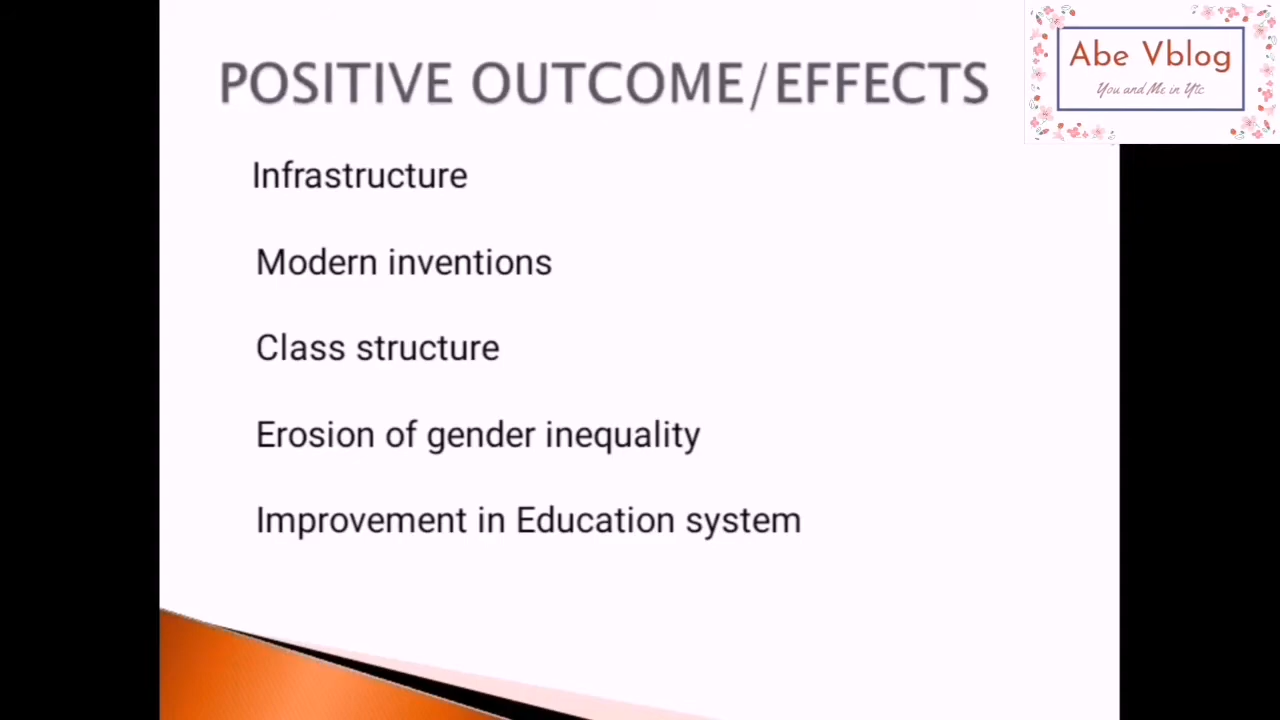 POSITIVE OUTCOME/EFFECTS
Abe Vblog
You and Me in Ytc
Infrastructure
Modern inventions
Class structure
Erosion of gender inequality
Improvement in Education system